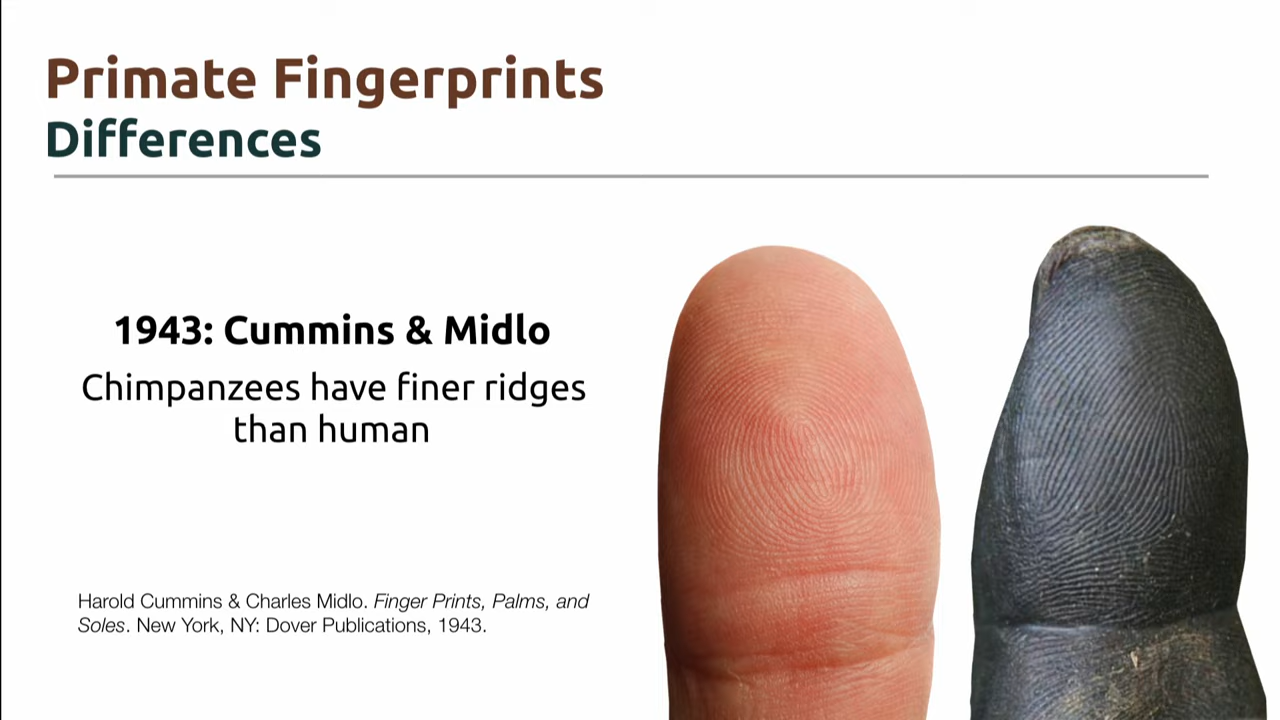 Primate Fingerprints
Differences
1943: Cummins & Midlo
Chimpanzees have finer ridges
than human
Harold Cummins & Charles Midlo. Finger Prints, Palms, and
Soles. New York, NY: Dover Publications, 1943.